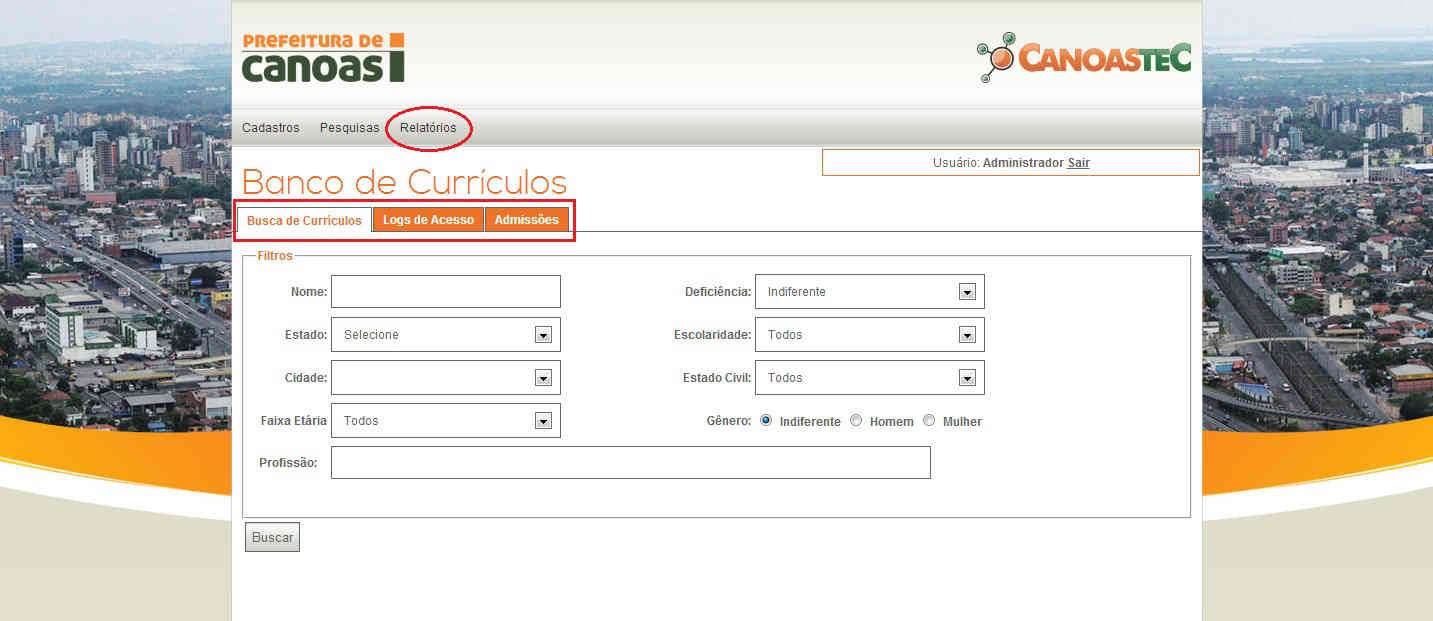 PREFEITURA DE
CANOAS
CANOASTEC
Cadastros Pesquisas Relatórios
Usuário: Administrador Sair
Banco de Currículos
Busca de Currículos Logs de Acesso Admissões
Filtros
Nome: Deficiência: Indiferente
Estado: Selecione Escolaridade: Todos
Cidade: Estado Civil: Todos
Faixa Etária Todos Gênero: Indiferente Homem Mulher
Profissão:
Buscar